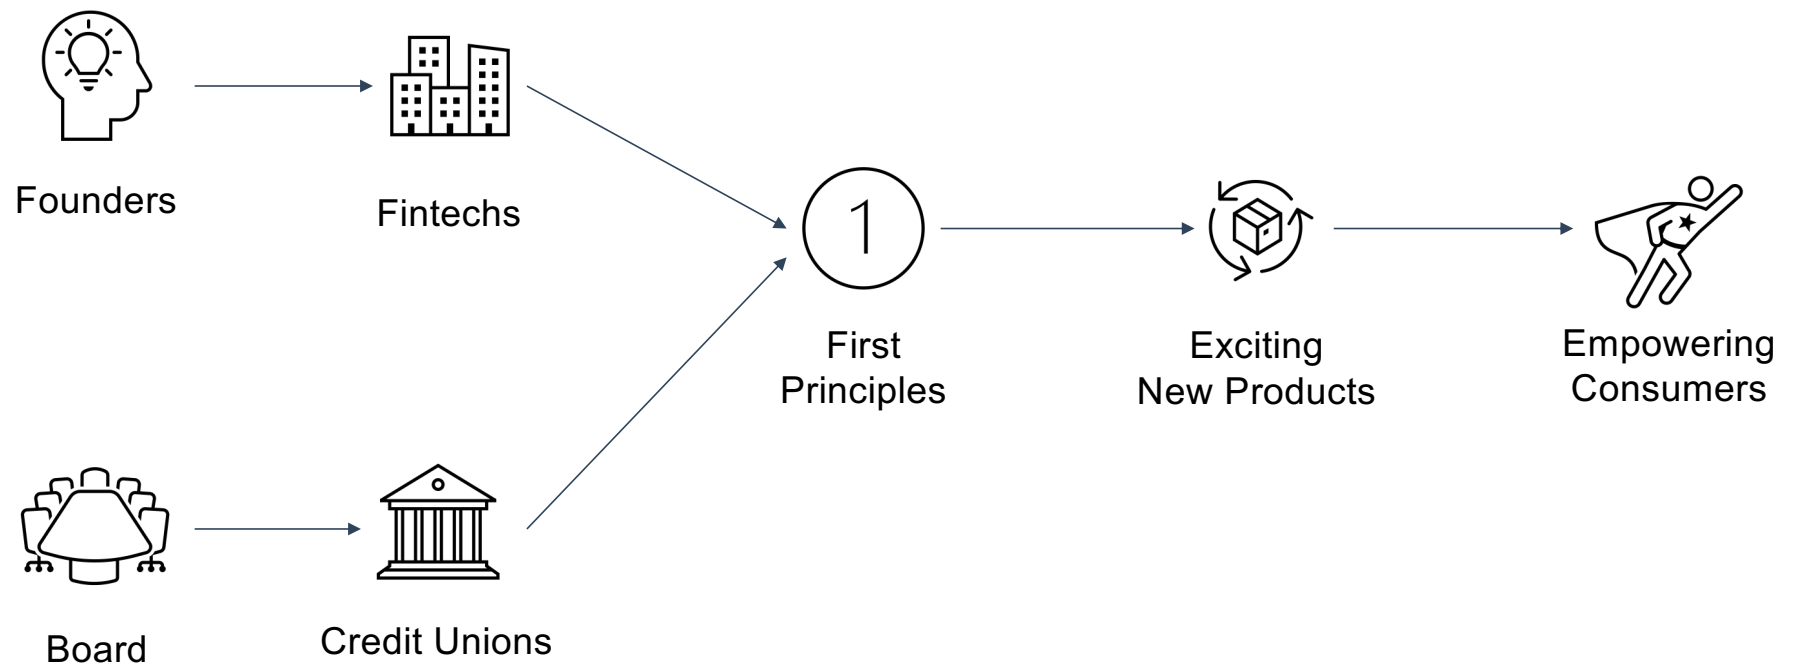 Founders
Fintechs
1
First
Principles
Exciting
New Products
Empowering
Consumers
Board
Credit Unions